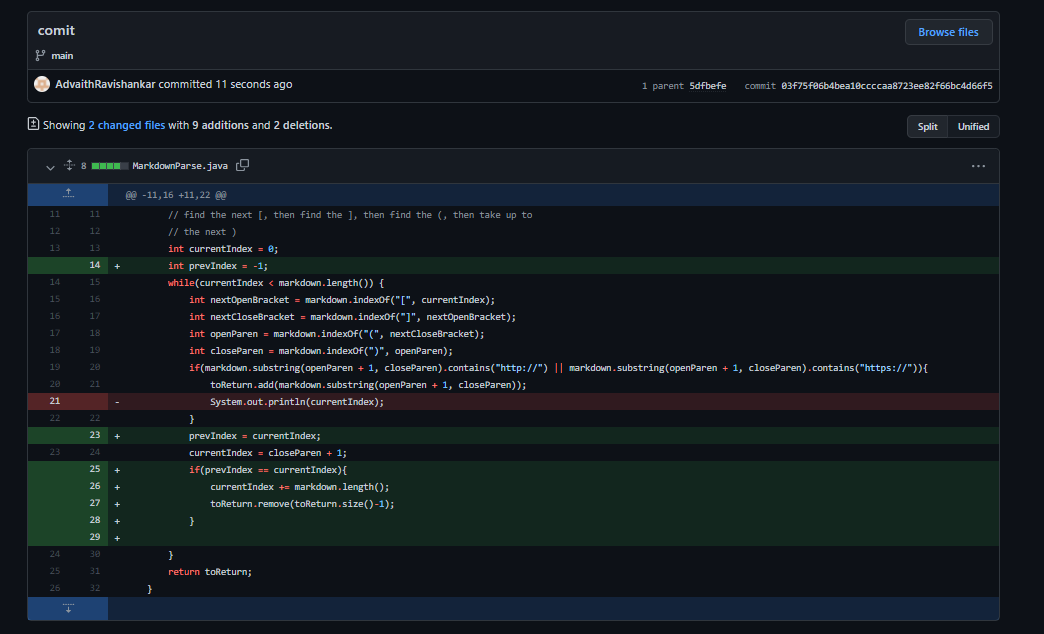 comit
Browse files
main
AdvaithRavishankar committed 11 seconds ago
1 parent 5dfbefe commit 03f75f06b4bea10ccccaa8723ee82f66bc4d66f5
Showing 2 changed files with 9 additions and 2 deletions.
Split Unified
8 MarkdownParse.java
@@ -11,16 +11,22 @@
11 11 // find the next [, then find the ], then find the (, then take up to
12 12 // the next )
13 13 int currentIndex = 0;
14 + int prevIndex = -1;
14 15 while(currentIndex < markdown.length()) {
15 16 int nextOpenBracket = markdown.indexOf("[", currentIndex);
16 17 int nextCloseBracket = markdown.indexOf("]", nextOpenBracket);
17 18 int openParen = markdown.indexOf("(", nextCloseBracket);
18 19 int closeParen = markdown.indexOf(")", openParen);
19 20 if(markdown.substring(openParen + 1, closeParen).contains("http://") || markdown.substring(openParen + 1, closeParen).contains("https://")){
20 21 toReturn.add(markdown.substring(openParen + 1, closeParen));
21 - System.out.println(currentIndex);
22 22 }
23 + prevIndex = currentIndex;
23 24 currentIndex = closeParen + 1;
25 + if(prevIndex == currentIndex){
26 + currentIndex += markdown.length();
27 + toReturn.remove(toReturn.size()-1);
28 + }
29 +
24 30 }
25 31 return toReturn;
26 32 }